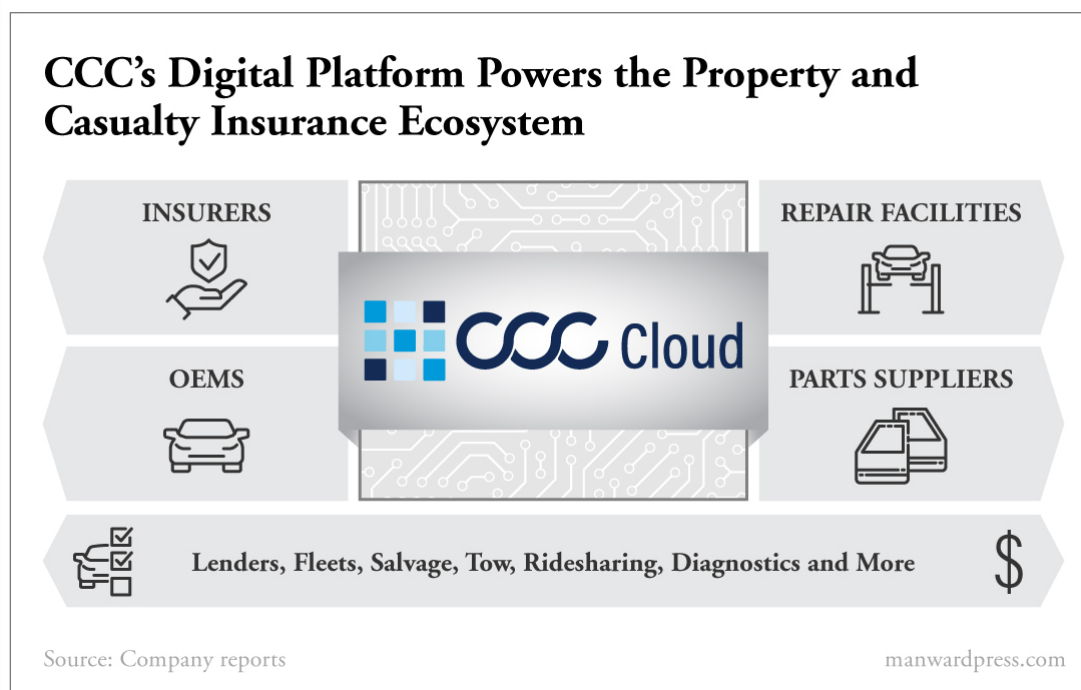 CCC's Digital Platform Powers the Property and
Casualty Insurance Ecosystem
INSURERS
REPAIR FACILITIES
CCC Cloud
OEMS
PARTS SUPPLIERS
Lenders, Fleets, Salvage, Tow, Ridesharing, Diagnostics and More
$
Source: Company reports
manwardpress.com